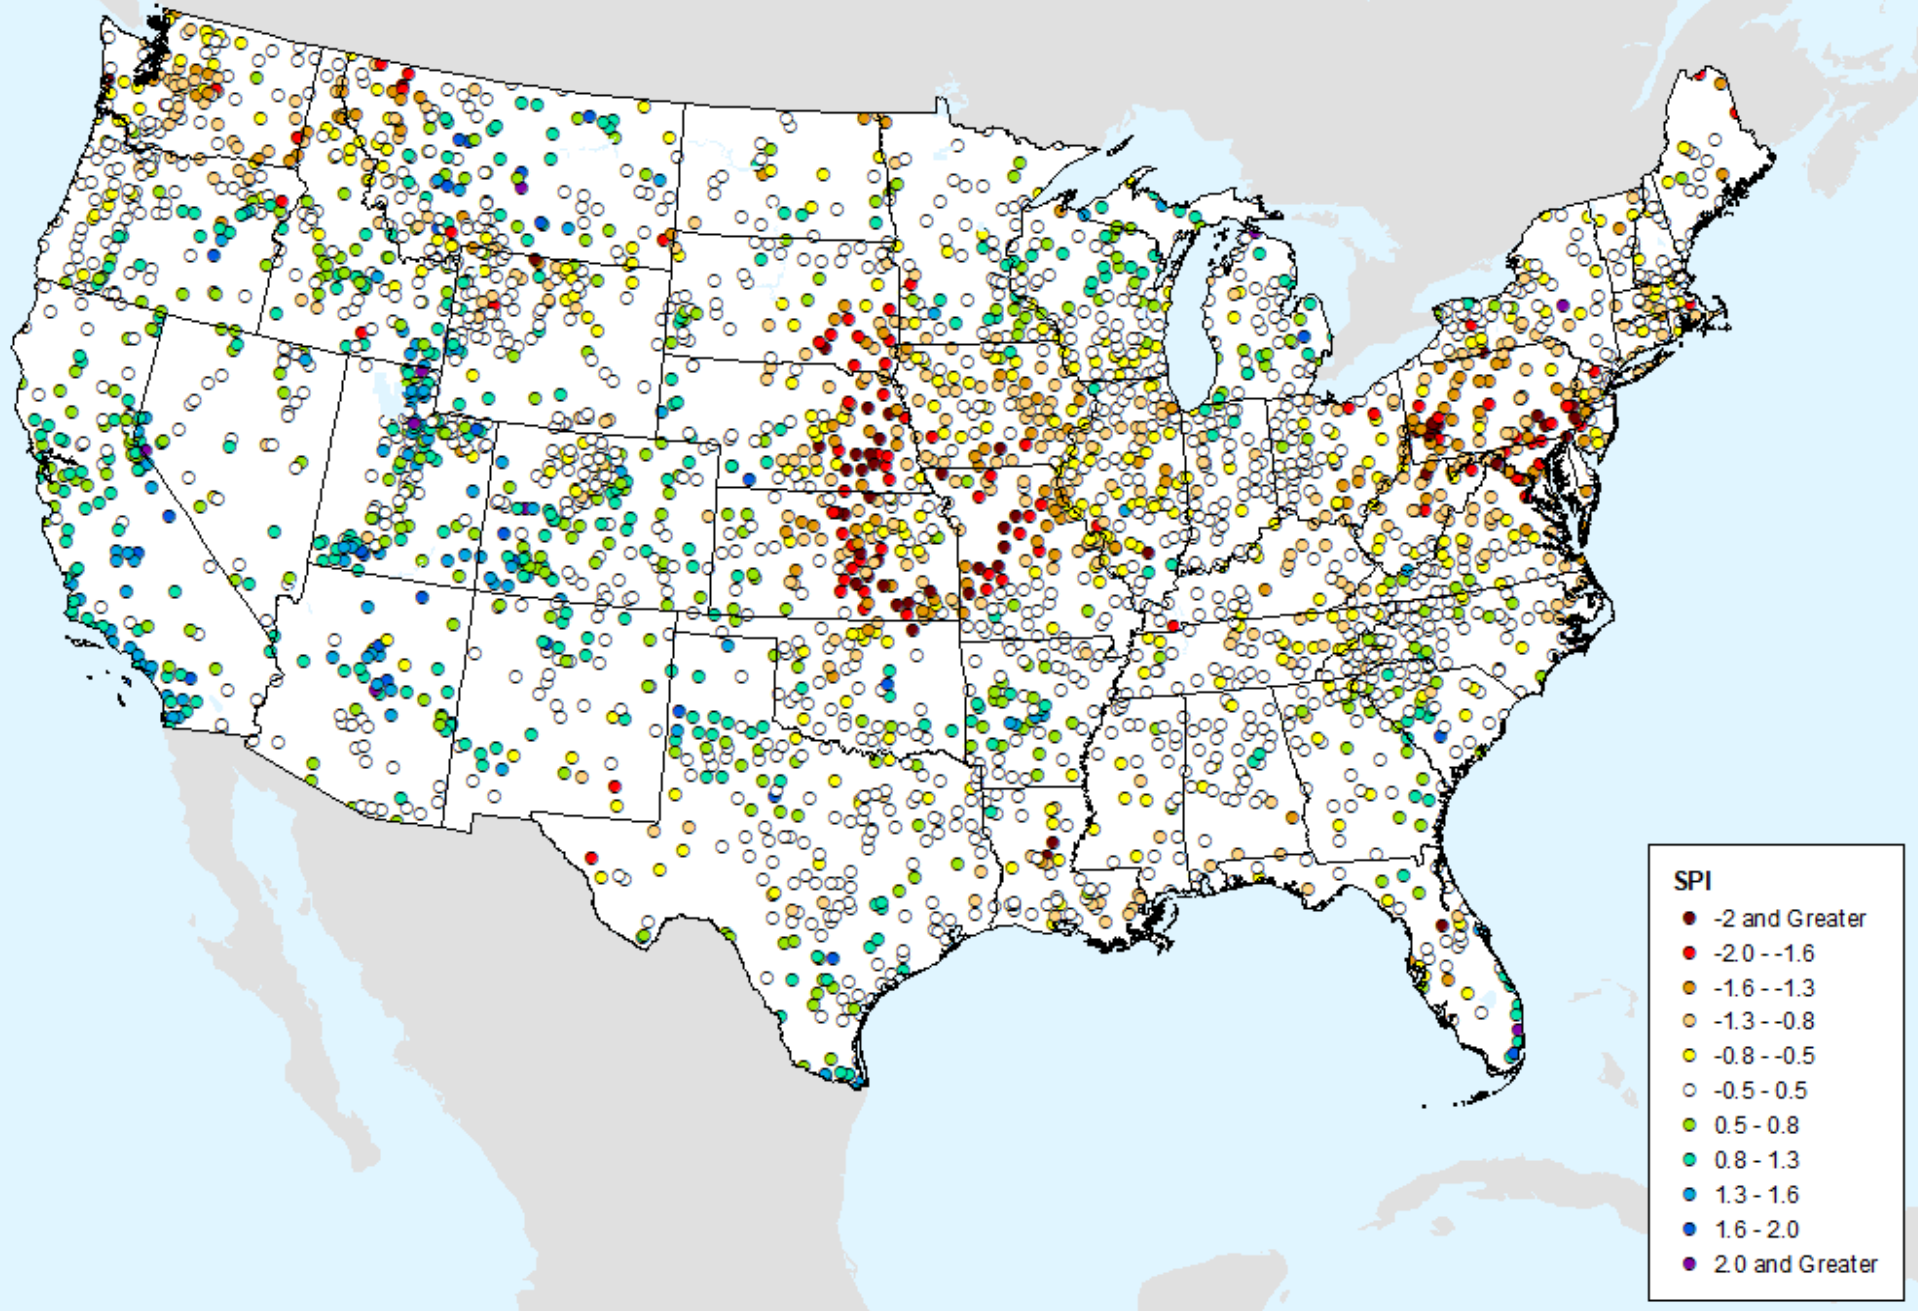 SPI
-2 and Greater
-2.0 - -1.6
-1.6 - -1.3
-1.3 - -0.8
-0.8 - -0.5
-0.5 - 0.5
0.5 - 0.8
0.8 - 1.3
1.3 - 1.6
1.6 - 2.0
2.0 and Greater